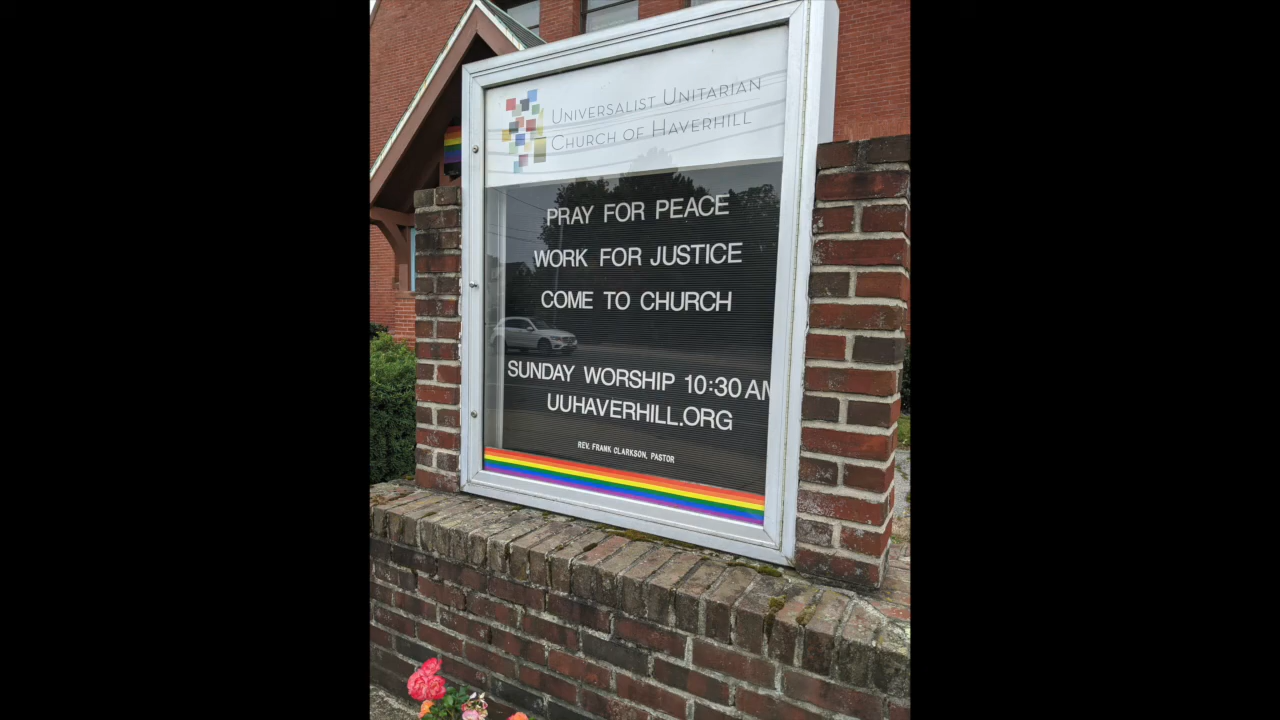 Universalist Unitarian
Church of Haverhill
PRAY FOR PEACE
WORK FOR JUSTICE
COME TO CHURCH
SUNDAY WORSHIP 10:30 AM
UUHAVERHILL.ORG
REV. FRANK CLARKSON, PASTOR